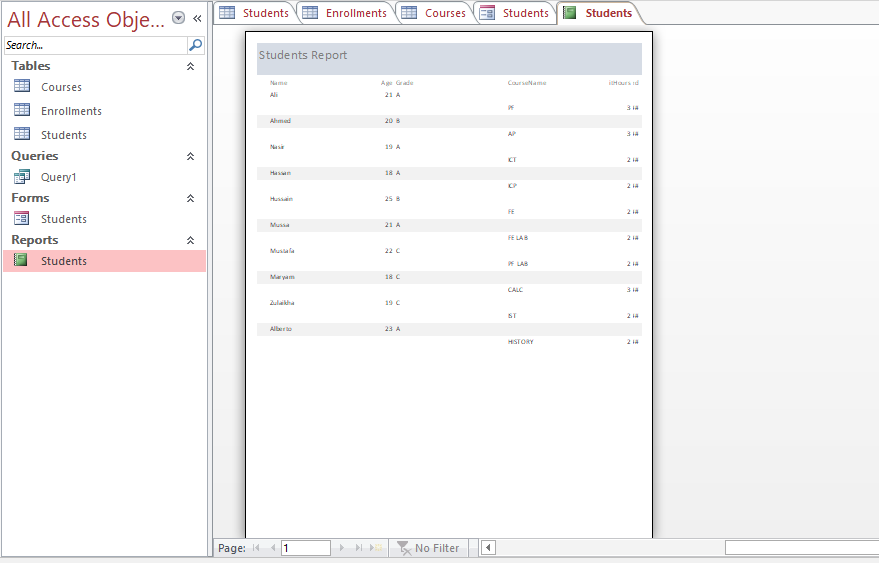 All Access Obje...
Search...
Tables
Courses
Enrollments
Students
Queries
Query1
Forms
Students
Reports
Students
Students Enrollments Courses Students Students
Students Report
Name Age Grade CourseName itHours id
Ali 21 A
PF 3 I#
Ahmed 20 B
AP 3 I#
Nasir 19 A
ICT 2 I#
Hassan 18 A
ICP 2 I#
Hussain 25 B
FE 2 I#
Mussa 21 A
FE LAB 2 I#
Mustafa 22 C
PF LAB 2 I#
Maryam 18 C
CALC 3 I#
Zulaikha 19 C
IST 2 I#
Alberto 23 A
HISTORY 2 I#
Page: 1 No Filter